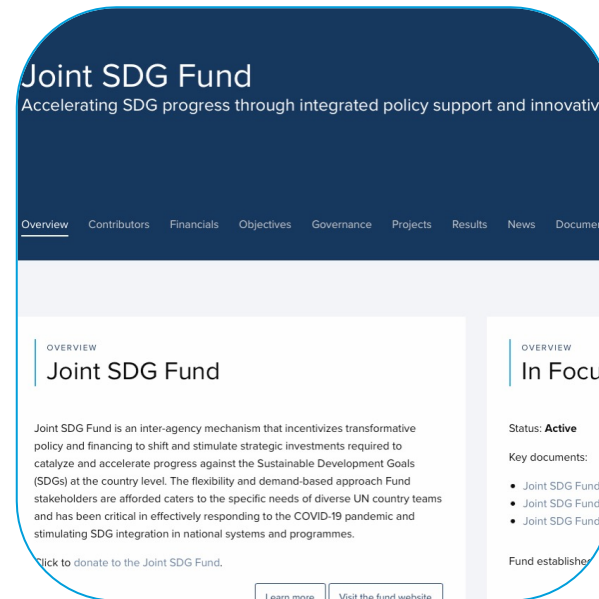 Joint SDG Fund
Accelerating SDG progress through integrated policy support and
Overview Contributors Financials Objectives Governance Projects Results News
OVERVIEW
Joint SDG Fund
Joint SDG Fund is an inter-agency mechanism that incentivizes transformative
policy and financing to shift and stimulate strategic investments required to
catalyze and accelerate progress against the Sustainable Development Goals
(SDGs) at the country level. The flexibility and demand-based approach Fund
stakeholders are afforded caters to the specific needs of diverse UN country teams
and has been critical in effectively responding to the COVID-19 pandemic and
stimulating SDG integration in national systems and programmes.
Click to donate to the Joint SDG Fund.
Learn more Visit the fund website
OVERVIEW
In
Status: Active
Key documents:
Joint SDG Fund
Joint SDG Fund
Joint SDG Fund
Fund